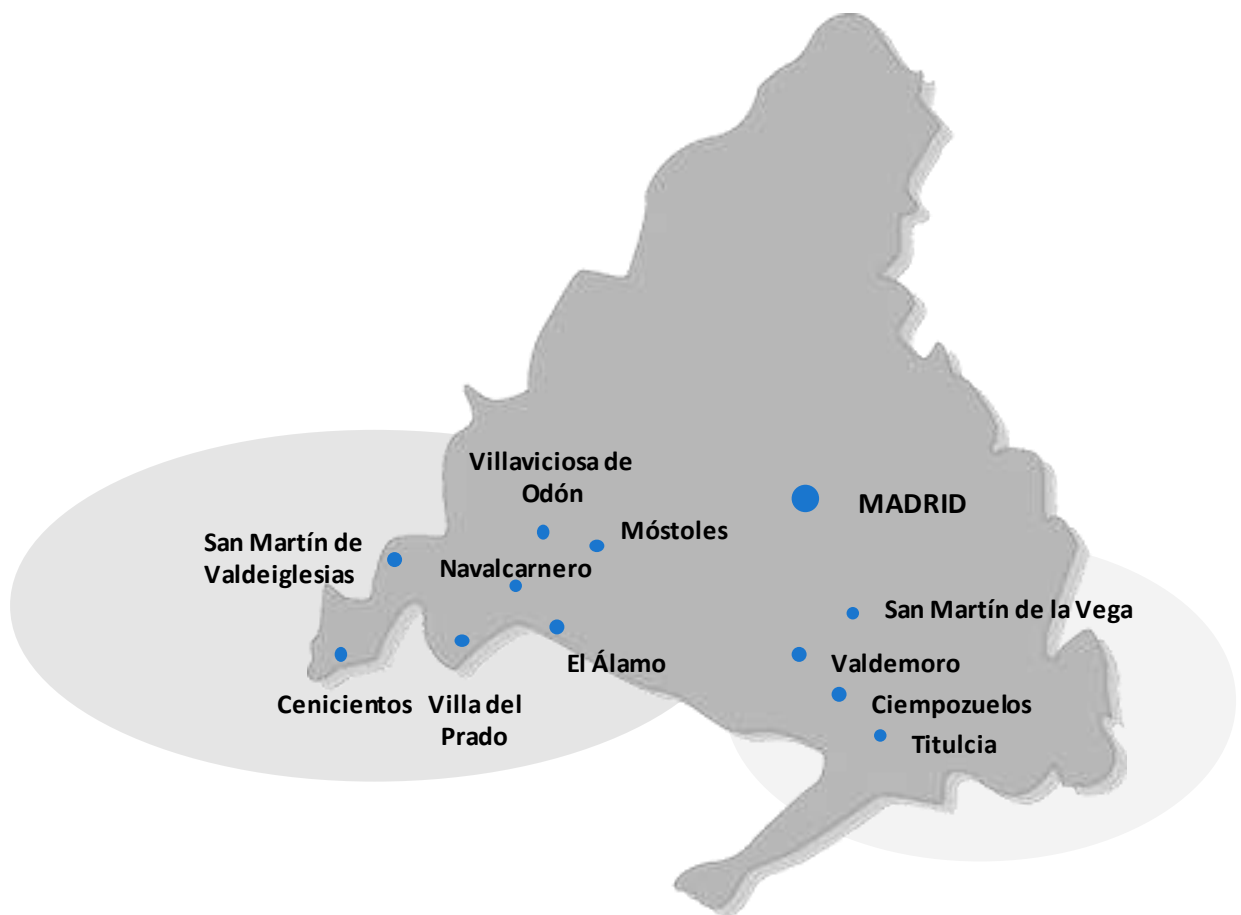 Villaviciosa de
Odón
MADRID
Móstoles
San Martín de
Valdeiglesias
Navalcarnero
San Martín de la Vega
El Álamo
Valdemoro
Cenicientos
Villa del
Prado
Ciempozuelos
Titulcia